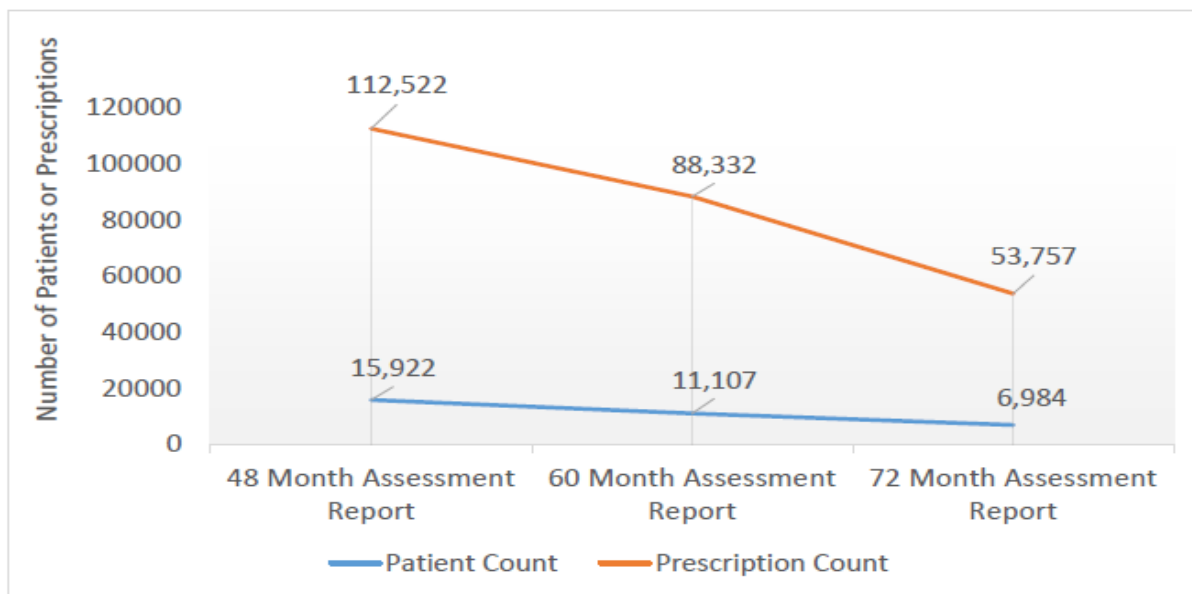 Number of Patients or Prescriptions
112,522
120000
100000
88,332
80000
60000
53,757
40000
15,922
11,107
6,984
20000
0
48 Month Assessment
Report
60 Month Assessment
Report
72 Month Assessment
Report
Patient Count
Prescription Count